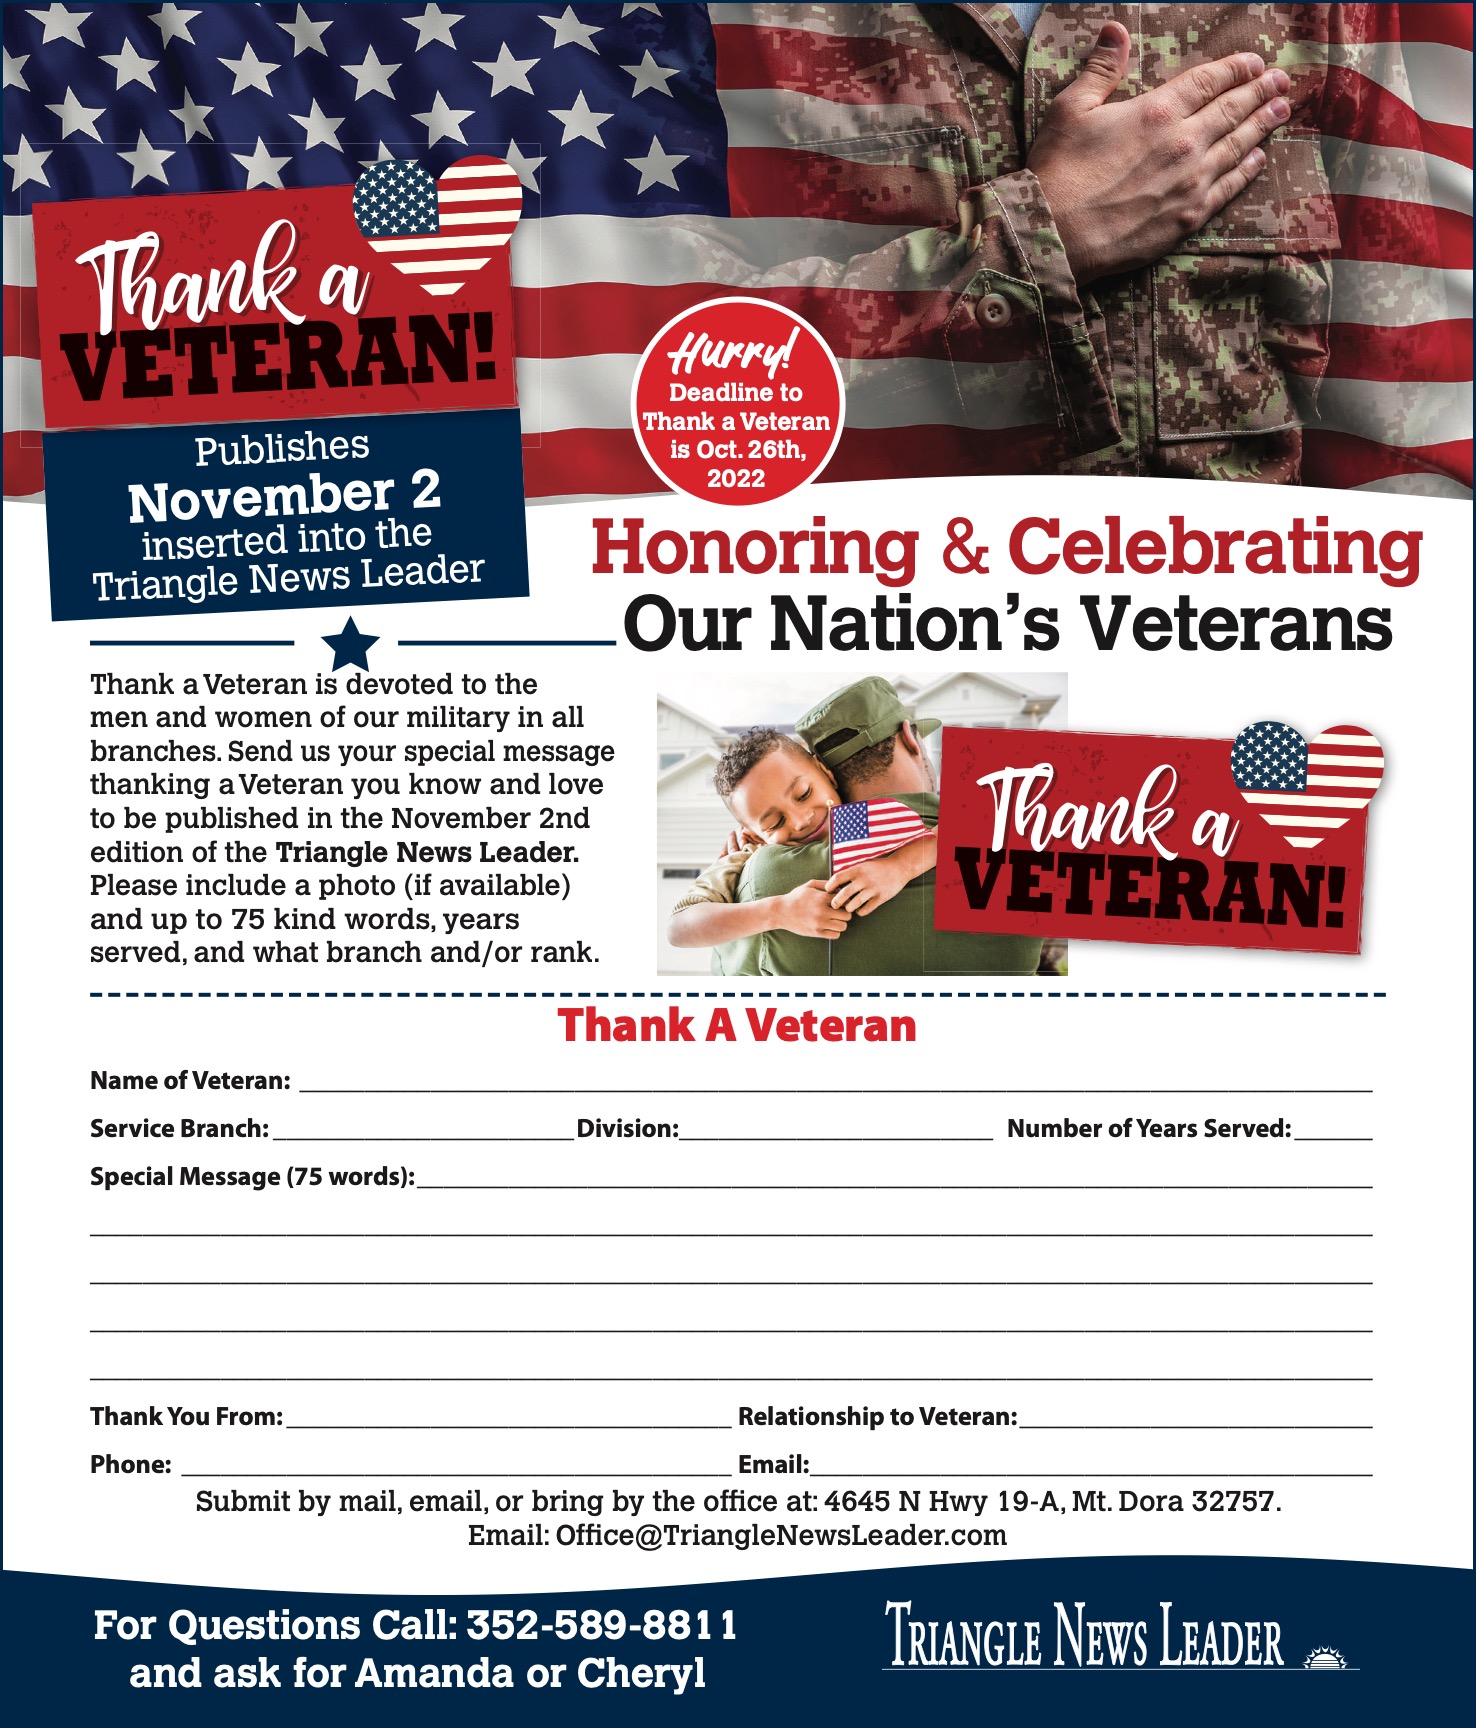 Thank a
VETERAN!
Publishes
November 2
inserted into the
Triangle News Leader
Hurry!
Deadline to
Thank a Veteran
is Oct. 26th,
2022
Honoring & Celebrating
Our Nation's Veterans
Thank a Veteran is devoted to the
men and women of our military in all
branches. Send us your special message
thanking a Veteran you know and love
to be published in the November 2nd
edition of the Triangle News Leader.
Please include a photo (if available)
and up to 75 kind words, years
served, and what branch and/or rank.
Thank a
VETERAN!
Thank A Veteran
Name of Veteran:
Service Branch: Division: Number of Years Served:
Special Message (75 words):
Thank You From: Relationship to Veteran:
Phone: Email:
Submit by mail, email, or bring by the office at: 4645 N Hwy 19-A, Mt. Dora 32757.
Email: Office@TriangleNewsLeader.com
For Questions Call: 352-589-8811
and ask for Amanda or Cheryl
TRIANGLE NEWS LEADER